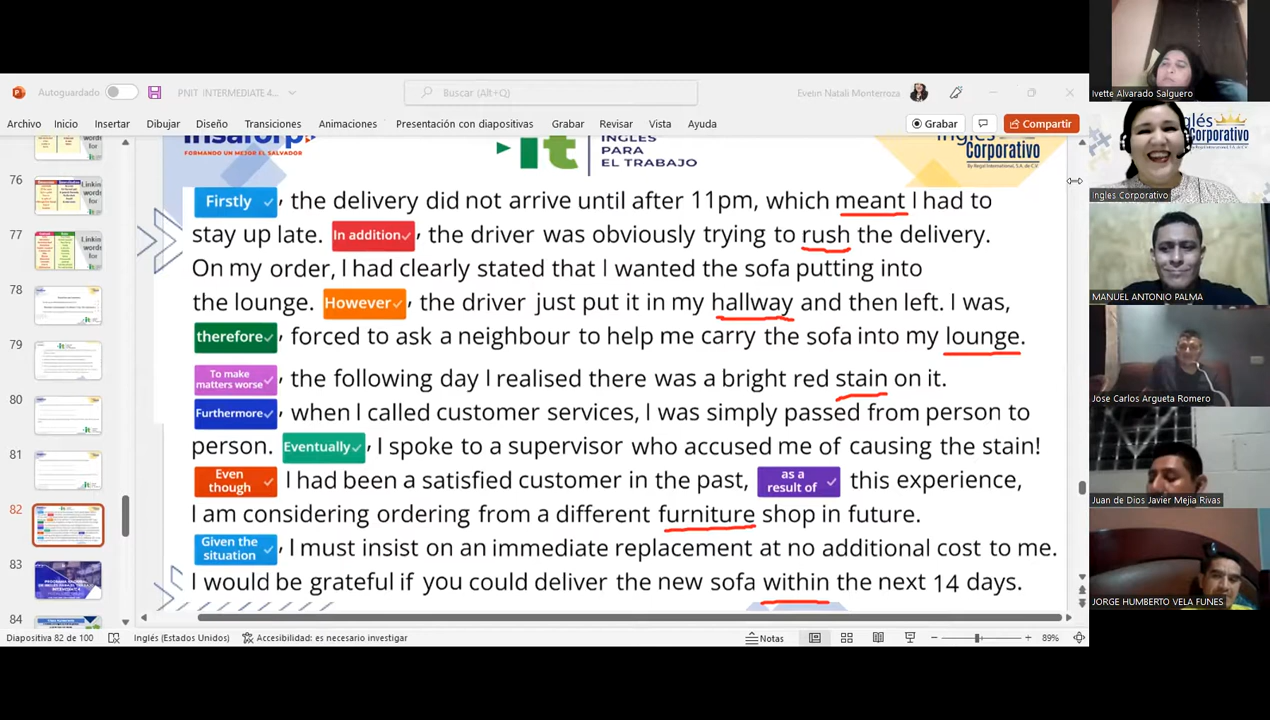 Autoguardado
PNIT INTERMEDIATE 4...
Buscar (Alt+Q)
Evelin Natali Monterroza
Archivo Inicio Insertar Dibujar Diseño Transiciones Animaciones Presentación con diapositivas Grabar Revisar Vista Ayuda
Grabar
Compartir
FORMANDO UN MEJOR EL SALVADOR
it
INGLÉS
PARA
EL TRABAJO
Inglés
Corporativo
By Regal International, S.A. de C.V.
Firstly, the delivery did not arrive until after 11pm, which meant I had to
stay up late. In addition, the driver was obviously trying to rush the delivery.
On my order, I had clearly stated that I wanted the sofa putting into
the lounge. However, the driver just put it in my hallway and then left. I was,
therefore, forced to ask a neighbour to help me carry the sofa into my lounge.
To make matters worse, the following day I realised there was a bright red stain on it.
Furthermore, when I called customer services, I was simply passed from person to
person. Eventually, I spoke to a supervisor who accused me of causing the stain!
Even though I had been a satisfied customer in the past, as a result of this experience,
I am considering ordering from a different furniture shop in future.
Given the situation, I must insist on an immediate replacement at no additional cost to me.
I would be grateful if you could deliver the new sofa within the next 14 days.
76
77
78
79
80
81
82
83
84
Linking
words
for
Diapositiva 82 de 100
Inglés (Estados Unidos)
Accesibilidad: es necesario investigar
Notas
89%
Ivette Alvarado Salguero
Inglés
Corporativo
Ingles Corporativo
MANUEL ANTONIO PALMA
Jose Carlos Argueta Romero
Juan de Dios Javier Mejia Rivas
JORGE HUMBERTO VELA FUNES